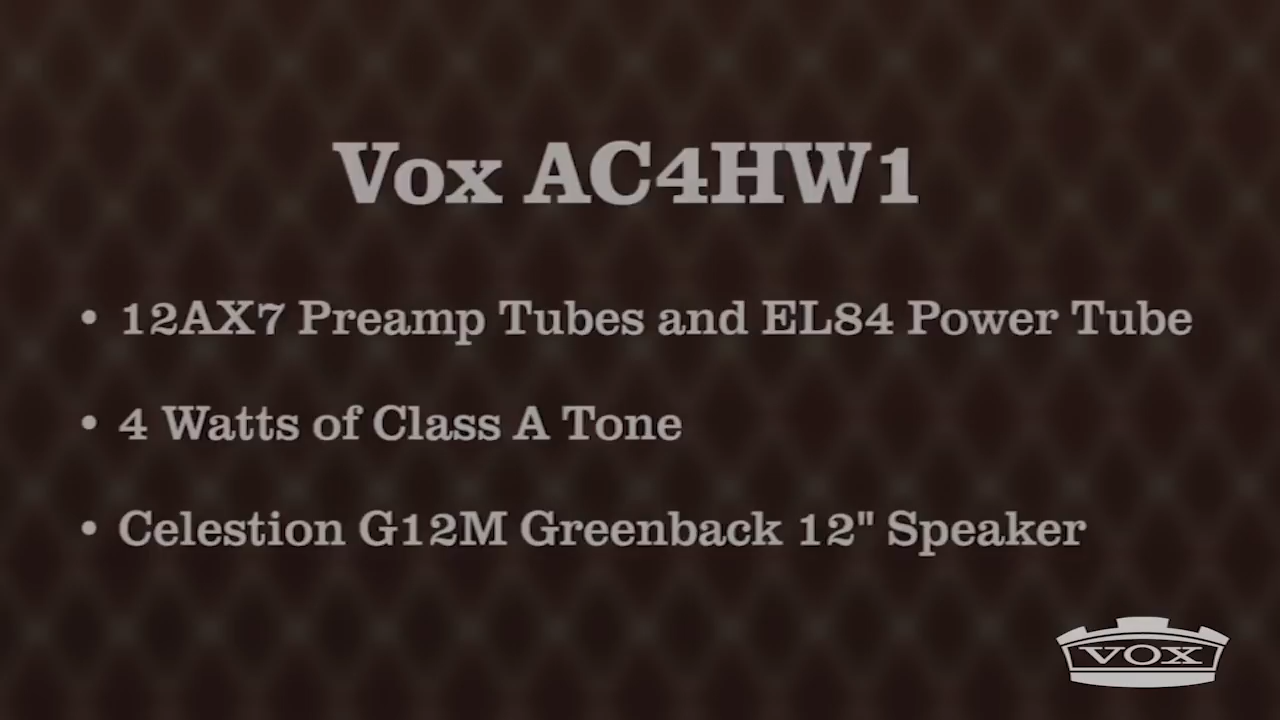 Vox AC4HW1
• 12AX7 Preamp Tubes and EL84 Power Tube
• 4 Watts of Class A Tone
• Celestion G12M Greenback 12" Speaker
VOX